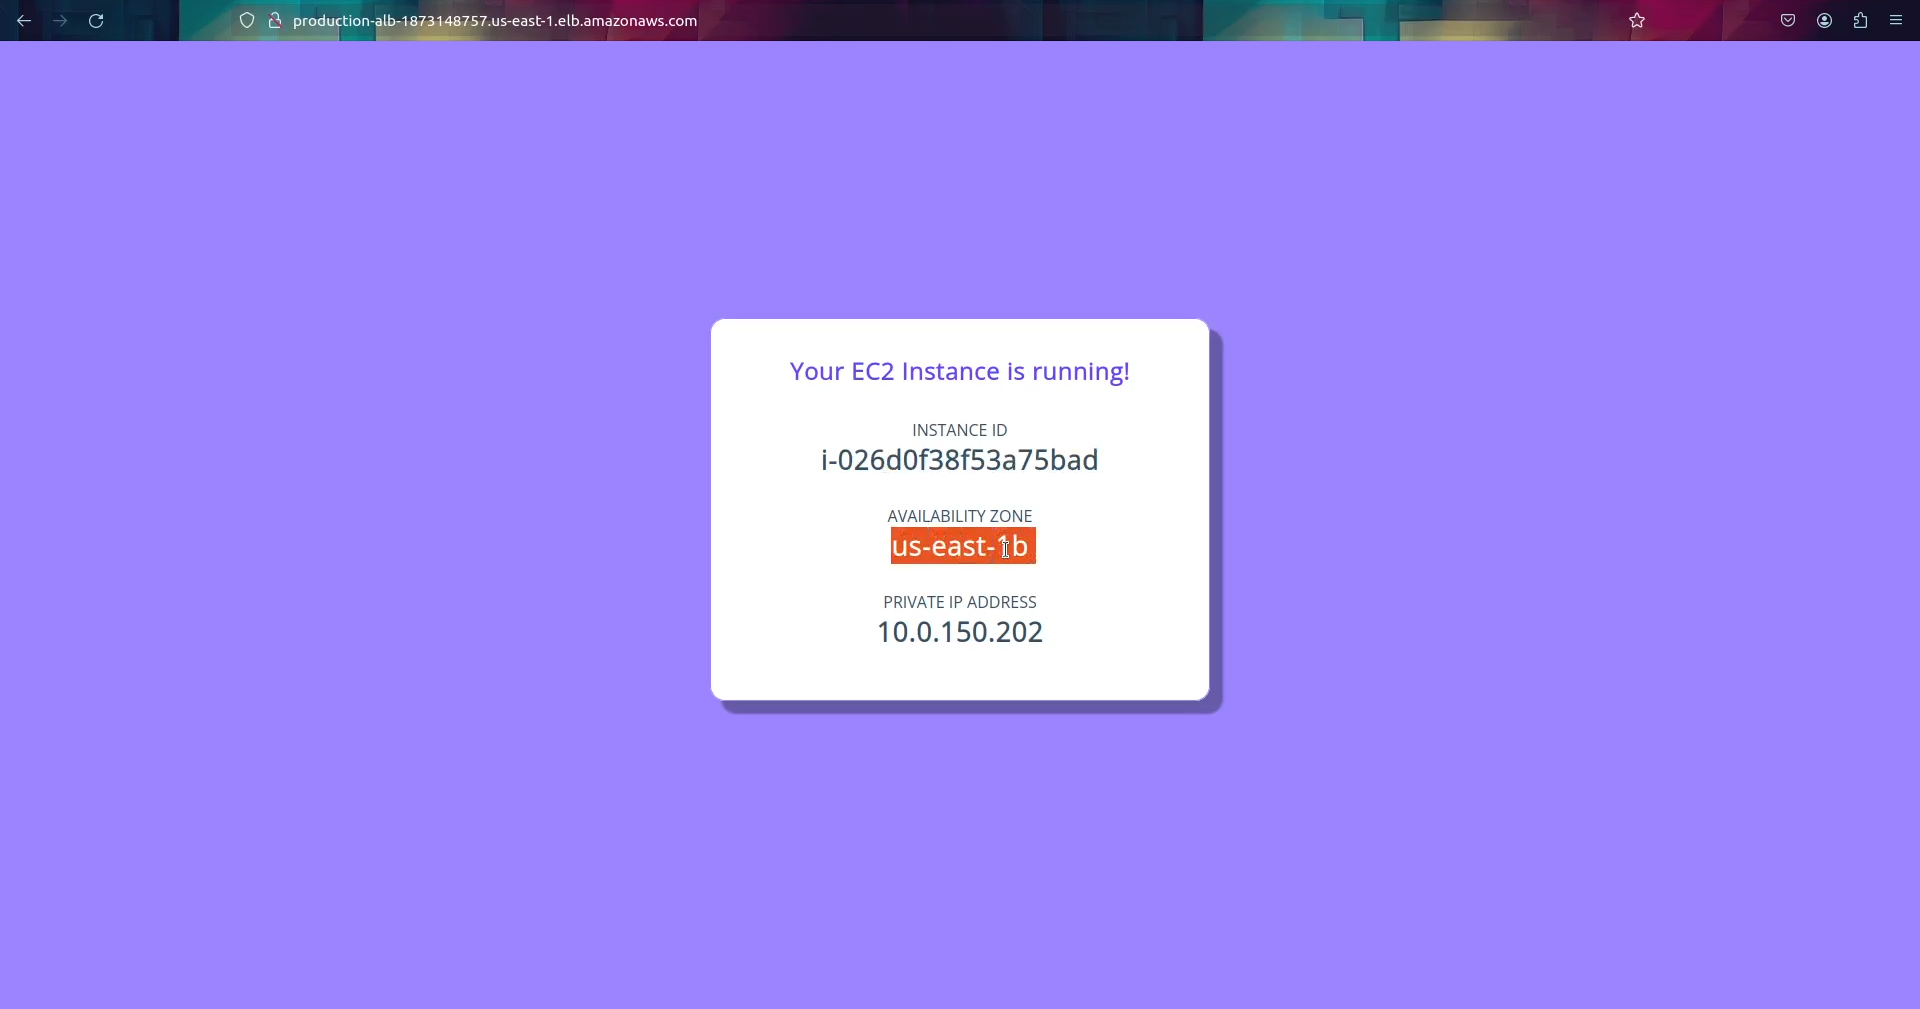 production-alb-1873148757.us-east-1.elb.amazonaws.com
Your EC2 Instance is running!
INSTANCE ID
i-026d0f38f53a75bad
AVAILABILITY ZONE
us-east-1b
PRIVATE IP ADDRESS
10.0.150.202